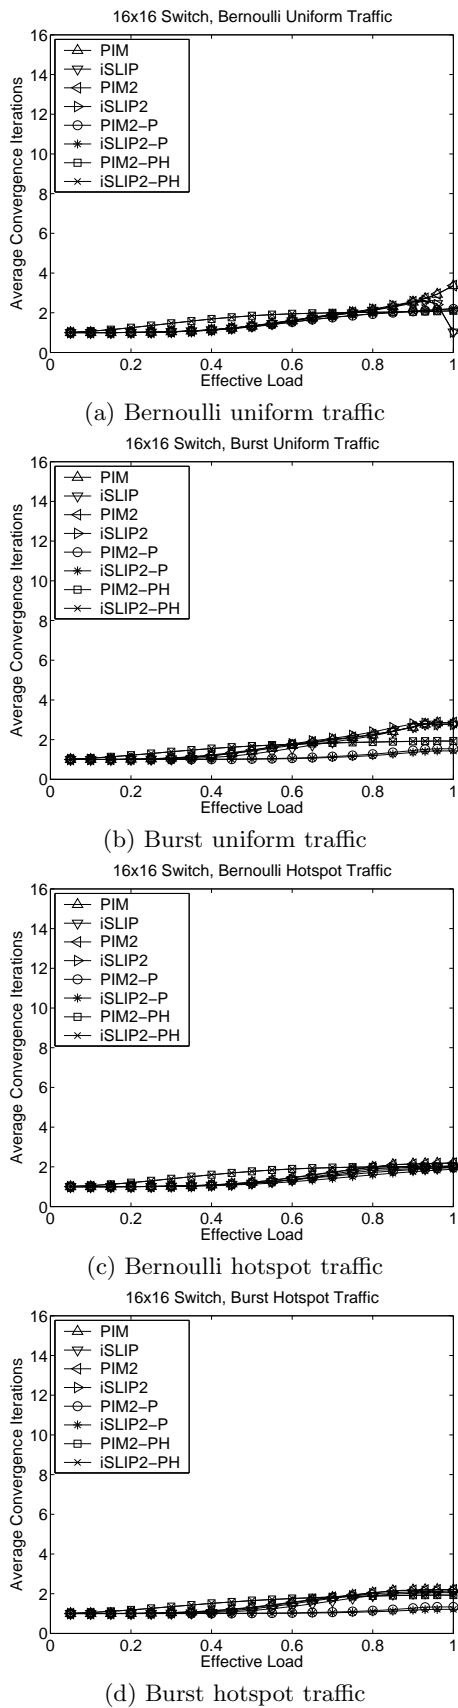 16x16 Switch, Bernoulli Uniform Traffic
16
14
12
10
8
6
4
2
0
Average Convergence Iterations
PIM
iSLIP
PIM2
iSLIP2
PIM2-P
iSLIP2-P
PIM2-PH
iSLIP2-PH
0 0.2 0.4 0.6 0.8 1
Effective Load
(a) Bernoulli uniform traffic
16x16 Switch, Burst Uniform Traffic
16
14
12
10
8
6
4
2
0
Average Convergence Iterations
PIM
iSLIP
PIM2
iSLIP2
PIM2-P
iSLIP2-P
PIM2-PH
iSLIP2-PH
0 0.2 0.4 0.6 0.8 1
Effective Load
(b) Burst uniform traffic
16x16 Switch, Bernoulli Hotspot Traffic
16
14
12
10
8
6
4
2
0
Average Convergence Iterations
PIM
iSLIP
PIM2
iSLIP2
PIM2-P
iSLIP2-P
PIM2-PH
iSLIP2-PH
0 0.2 0.4 0.6 0.8 1
Effective Load
(c) Bernoulli hotspot traffic
16x16 Switch, Burst Hotspot Traffic
16
14
12
10
8
6
4
2
0
Average Convergence Iterations
PIM
iSLIP
PIM2
iSLIP2
PIM2-P
iSLIP2-P
PIM2-PH
iSLIP2-PH
0 0.2 0.4 0.6 0.8 1
Effective Load
(d) Burst hotspot traffic